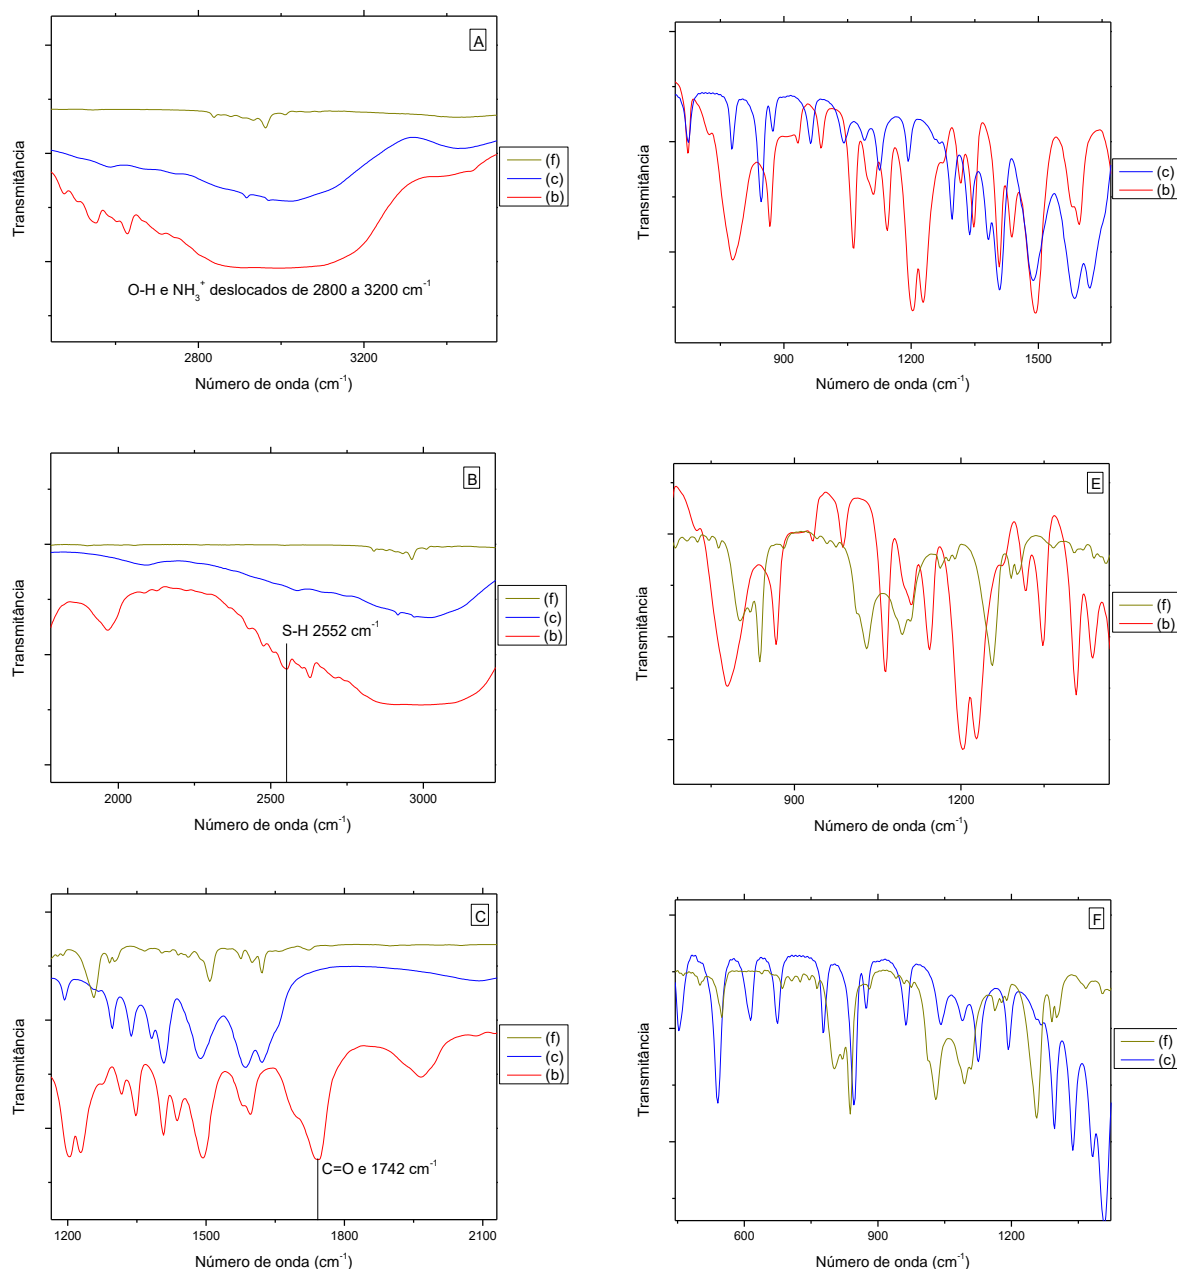 A
Transmitância
(f)
(c)
(b)
O-H e NH₃⁺ deslocados de 2800 a 3200 cm⁻¹
2800 3200
Número de onda (cm⁻¹)
Transmitância
(c)
(b)
900 1200 1500
Número de onda (cm⁻¹)
B
Transmitância
(f)
(c)
(b)
S-H 2552 cm⁻¹
2000 2500 3000
Número de onda (cm⁻¹)
E
Transmitância
(f)
(b)
900 1200
Número de onda (cm⁻¹)
C
Transmitância
(f)
(c)
(b)
C=O e 1742 cm⁻¹
1200 1500 1800 2100
Número de onda (cm⁻¹)
F
Transmitância
(f)
(c)
600 900 1200
Número de onda (cm⁻¹)